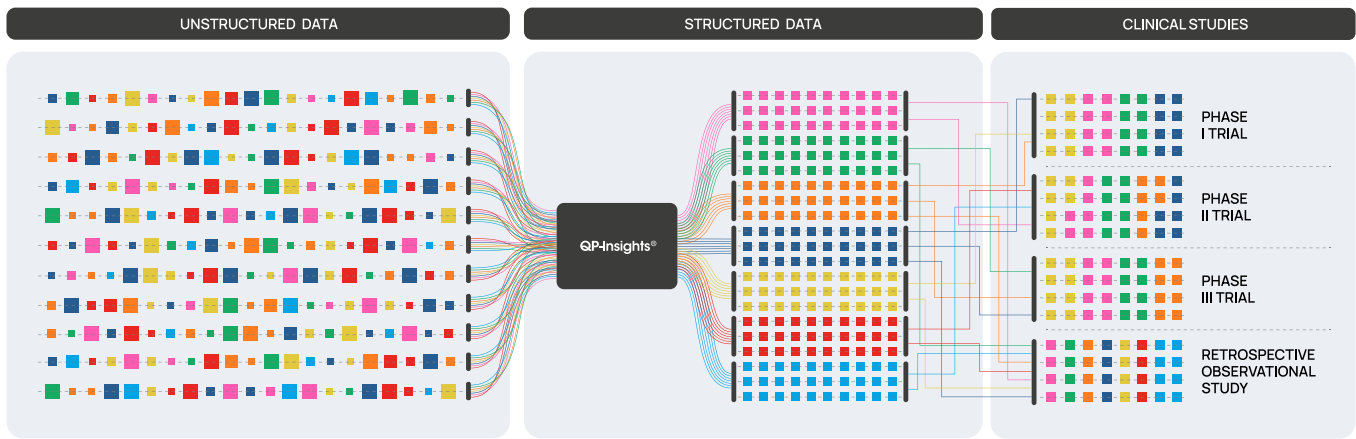 UNSTRUCTURED DATA
STRUCTURED DATA
CLINICAL STUDIES
QP-Insights®
PHASE
I TRIAL
PHASE
II TRIAL
PHASE
III TRIAL
RETROSPECTIVE
OBSERVATIONAL
STUDY